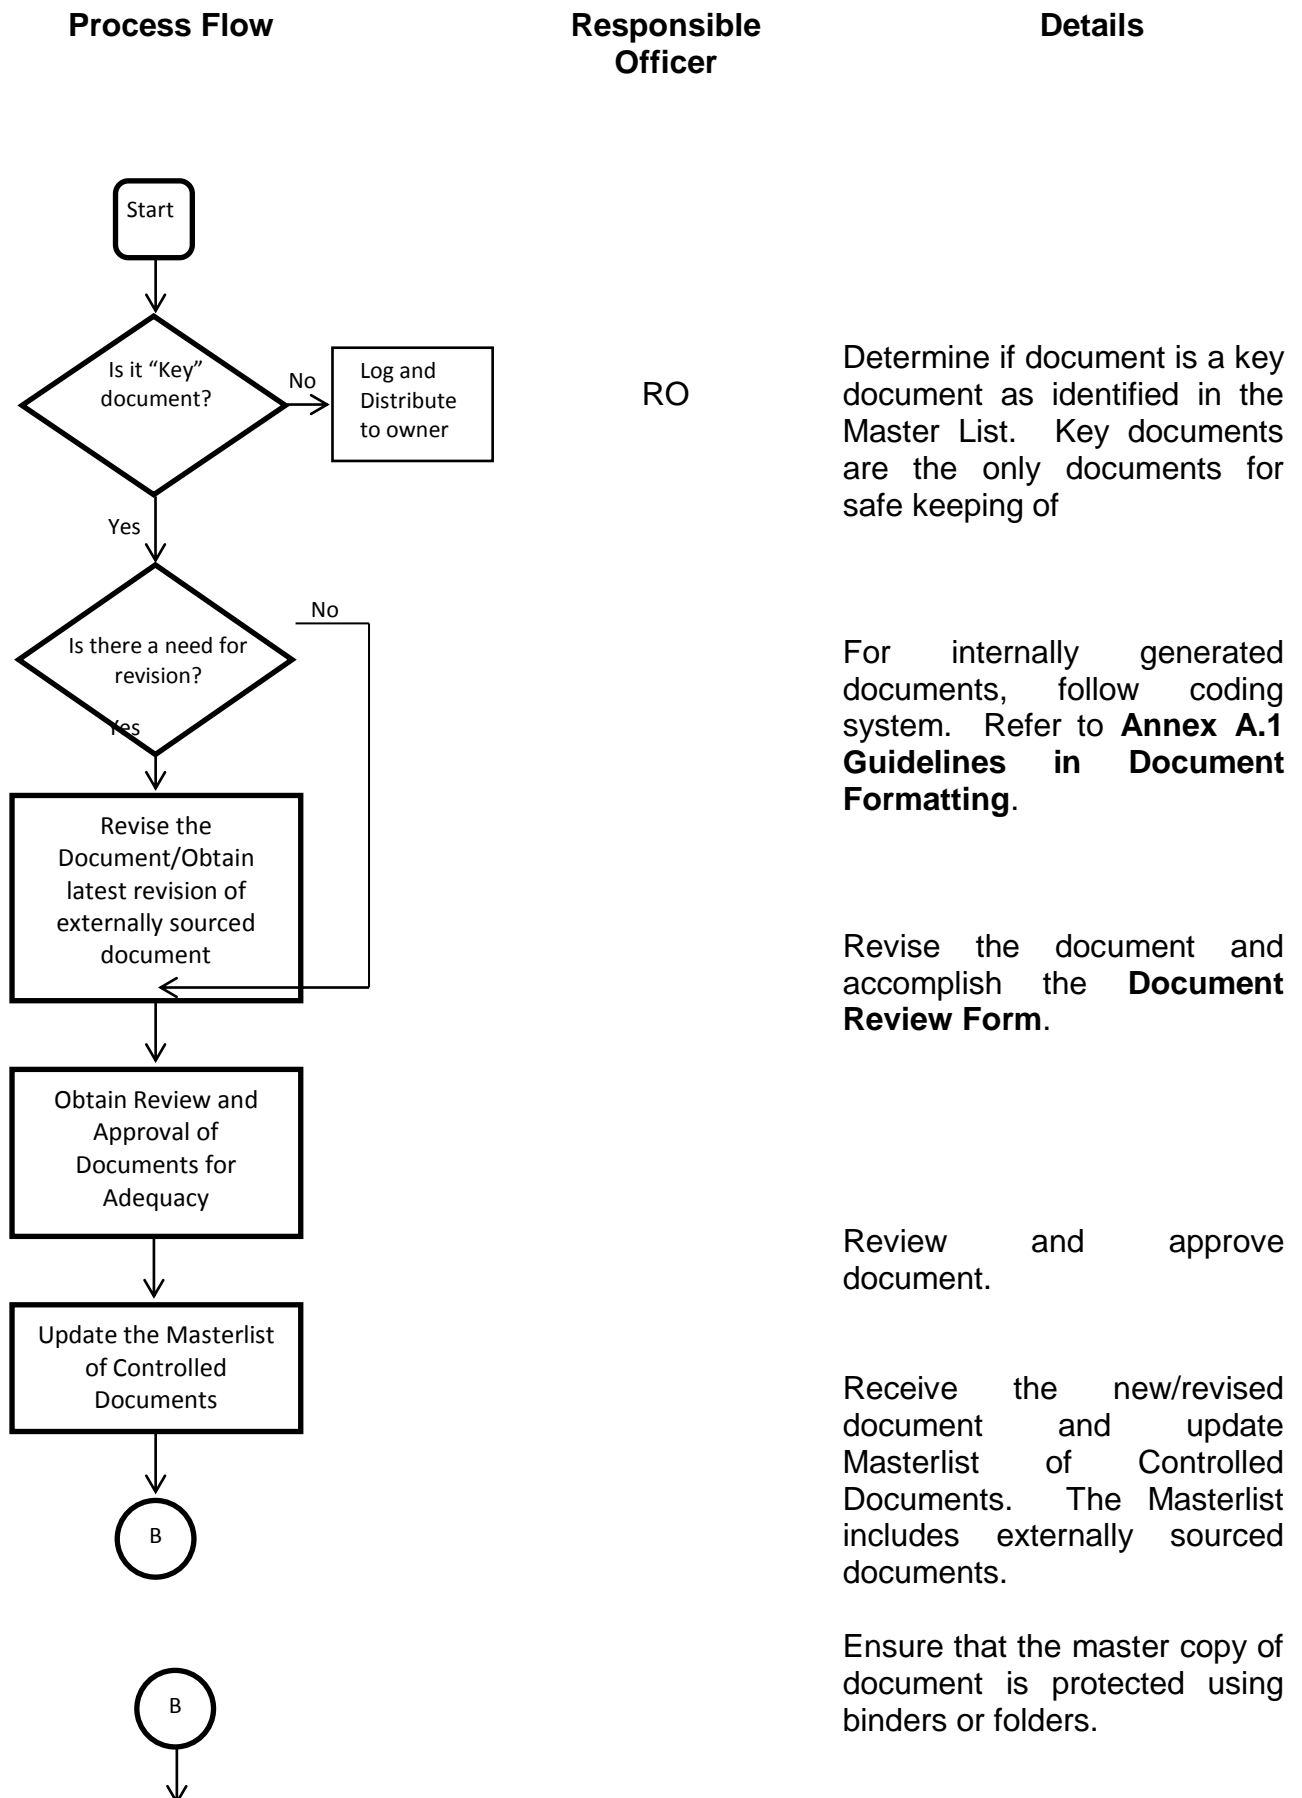 Process Flow
Responsible
Officer
Details
Start
Is it “Key”
document?
No
Log and
Distribute
to owner
RO
Determine if document is a key
document as identified in the
Master List. Key documents
are the only documents for
safe keeping of
Yes
No
Is there a need for
revision?
Yes
For internally generated
documents, follow coding
system. Refer to Annex A.1
Guidelines in Document
Formatting.
Revise the
Document/Obtain
latest revision of
externally sourced
document
Revise the document and
accomplish the Document
Review Form.
Obtain Review and
Approval of
Documents for
Adequacy
Review and approve
document.
Update the Masterlist
of Controlled
Documents
Receive the new/revised
document and update
Masterlist of Controlled
Documents. The Masterlist
includes externally sourced
documents.
B
Ensure that the master copy of
document is protected using
binders or folders.
B